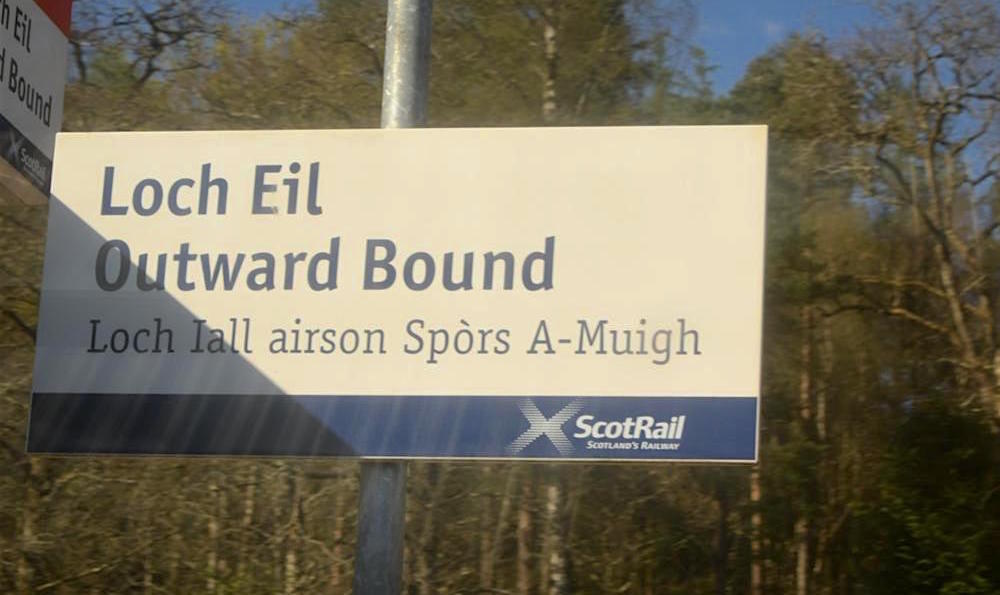 h Eil
d Bound
ScotRail
Loch Eil
Outward Bound
Loch Iall airson Spòrs A-Muigh
ScotRail
SCOTLAND'S RAILWAY